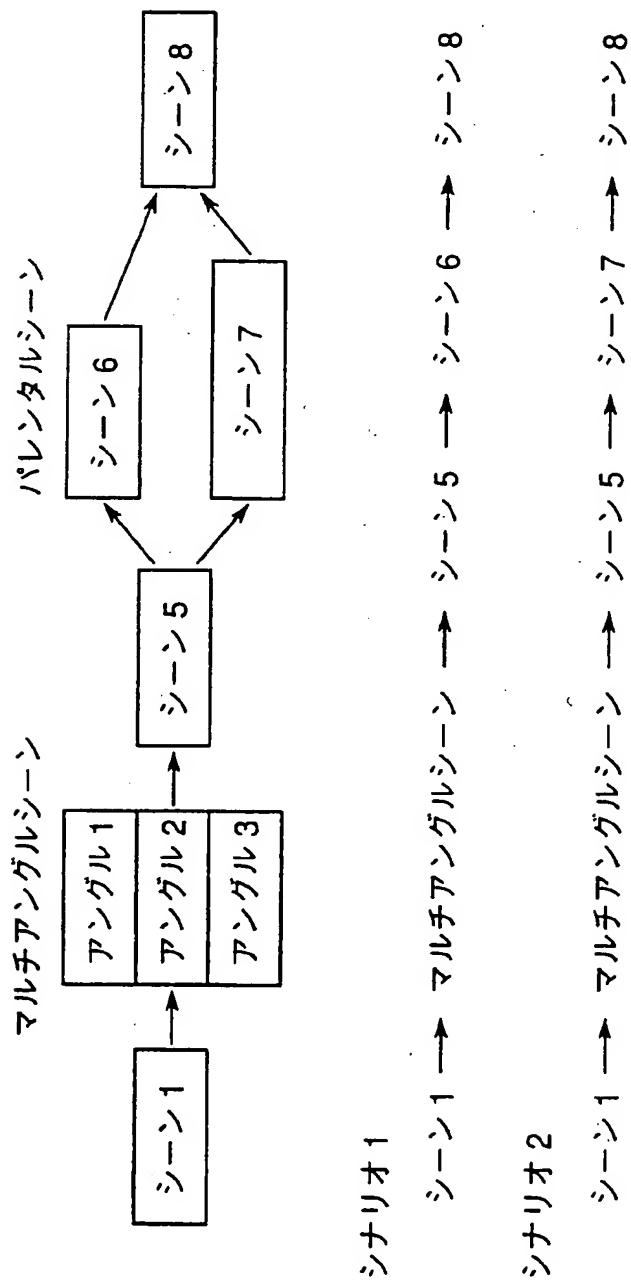 マルチアングルシーン
パレンタルシーン
シーン1
アングル1
アングル2
アングル3
シーン5
シーン6
シーン7
シーン8
シナリオ1
シーン1 → マルチアングルシーン → シーン5 → シーン6 → シーン8
シナリオ2
シーン1 → マルチアングルシーン → シーン5 → シーン7 → シーン8